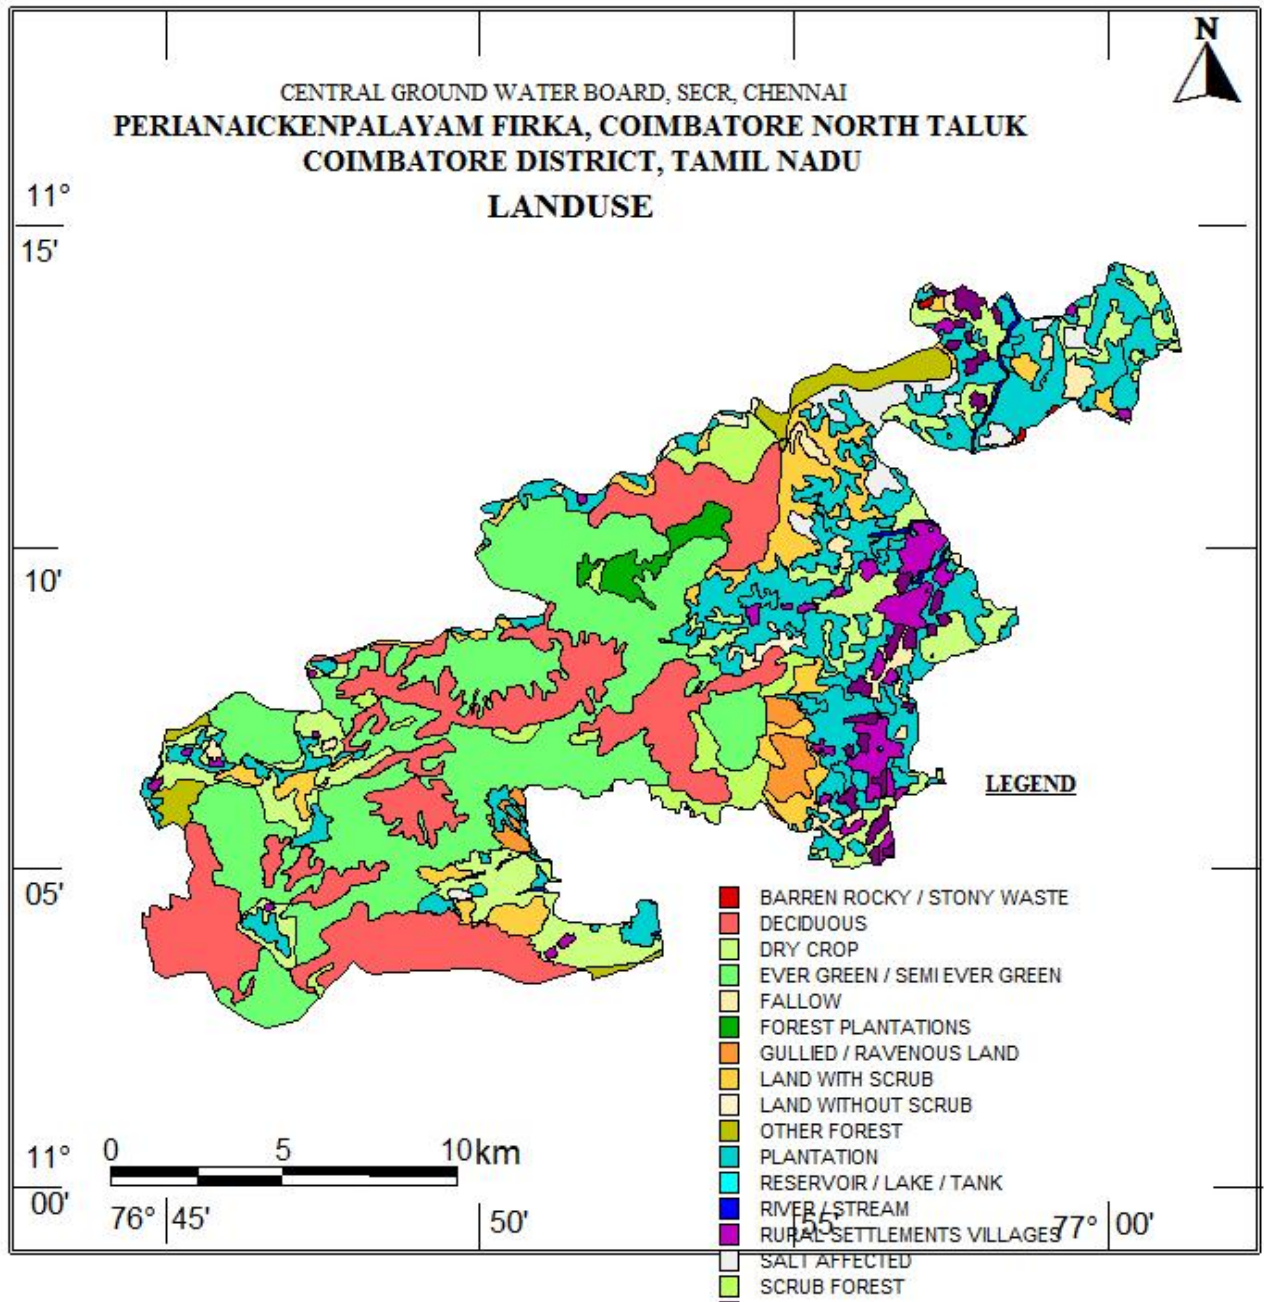 N
CENTRAL GROUND WATER BOARD, SECR, CHENNAI
PERIANAICKENPALAYAM FIRKA, COIMBATORE NORTH TALUK
COIMBATORE DISTRICT, TAMIL NADU
LANDUSE
11°
15'
10'
05'
LEGEND
BARREN ROCKY / STONY WASTE
DECIDUOUS
DRY CROP
EVER GREEN / SEMI EVER GREEN
FALLOW
FOREST PLANTATIONS
GULLIED / RAVENOUS LAND
LAND WITH SCRUB
LAND WITHOUT SCRUB
OTHER FOREST
PLANTATION
RESERVOIR / LAKE / TANK
RIVER / STREAM
RURAL SETTLEMENTS VILLAGES
SALT AFFECTED
SCRUB FOREST
0 5 10 km
11°
00'
76° 45' 50' 55' 77° 00'